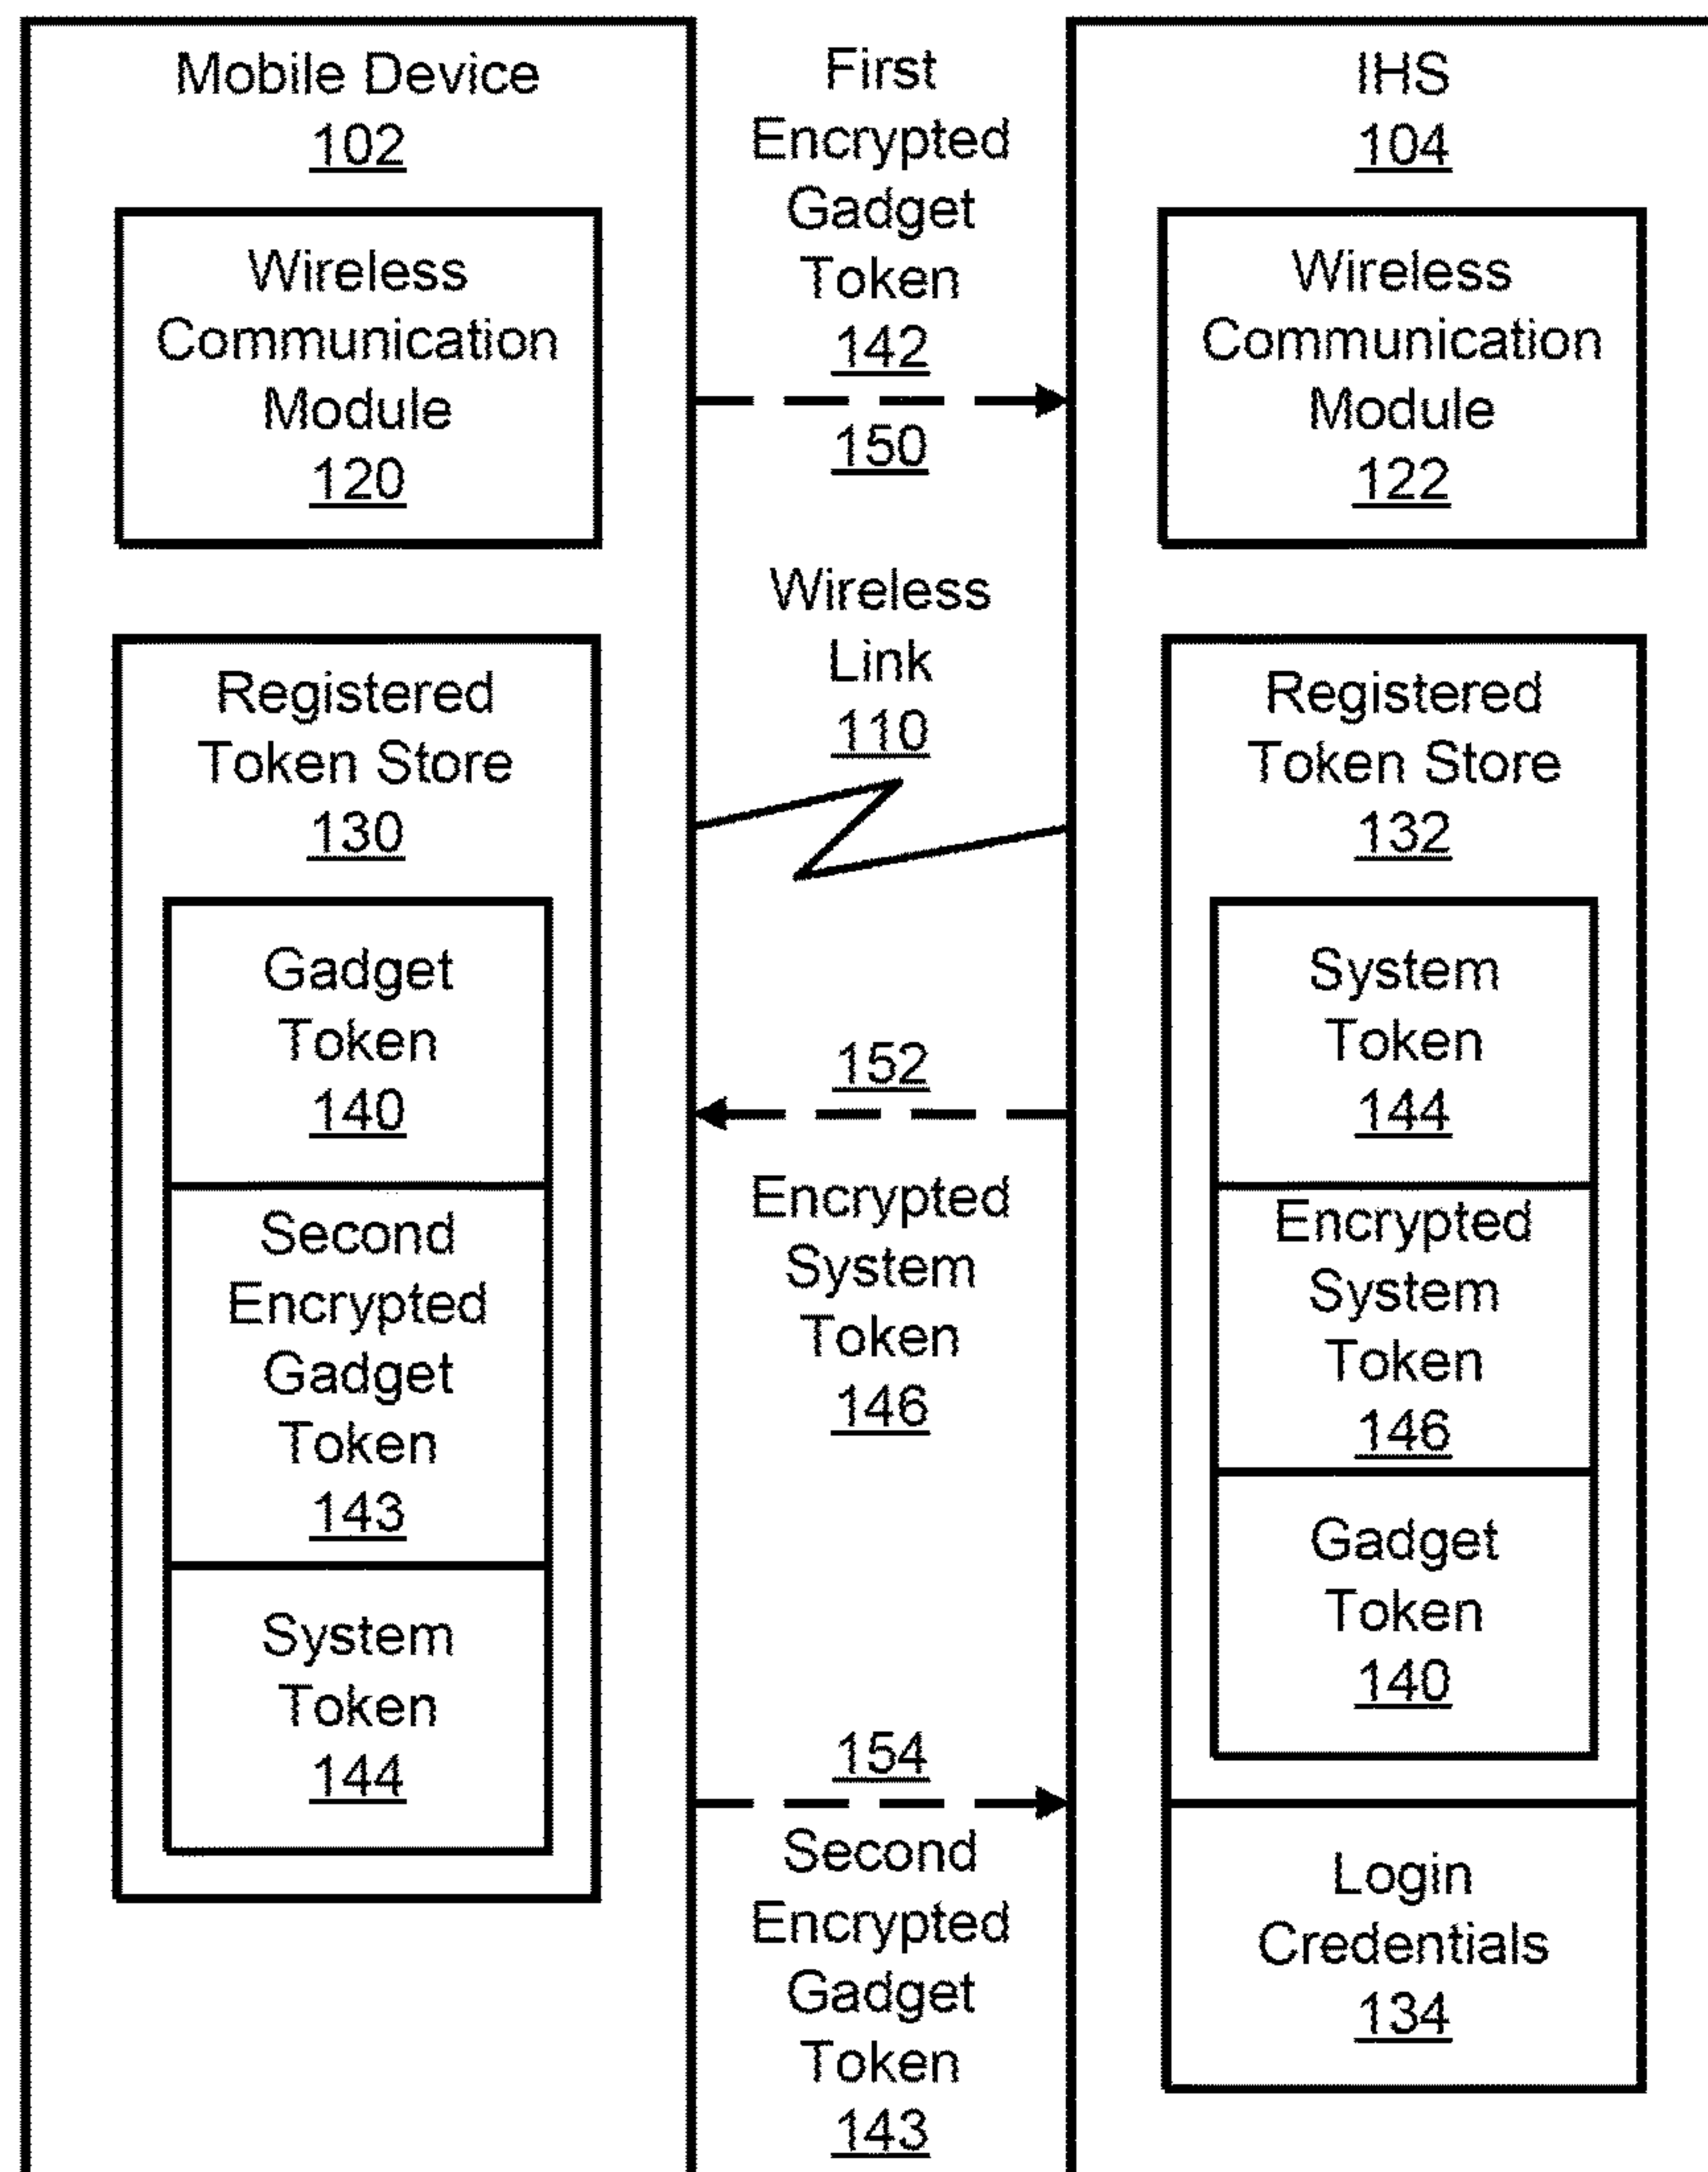 Mobile Device
102
Wireless
Communication
Module
120
Registered
Token Store
130
Gadget
Token
140
Second
Encrypted
Gadget
Token
143
System
Token
144
First
Encrypted
Gadget
Token
142
150
Wireless
Link
110
152
Encrypted
System
Token
146
154
Second
Encrypted
Gadget
Token
143
IHS
104
Wireless
Communication
Module
122
Registered
Token Store
132
System
Token
144
Encrypted
System
Token
146
Gadget
Token
140
Login
Credentials
134